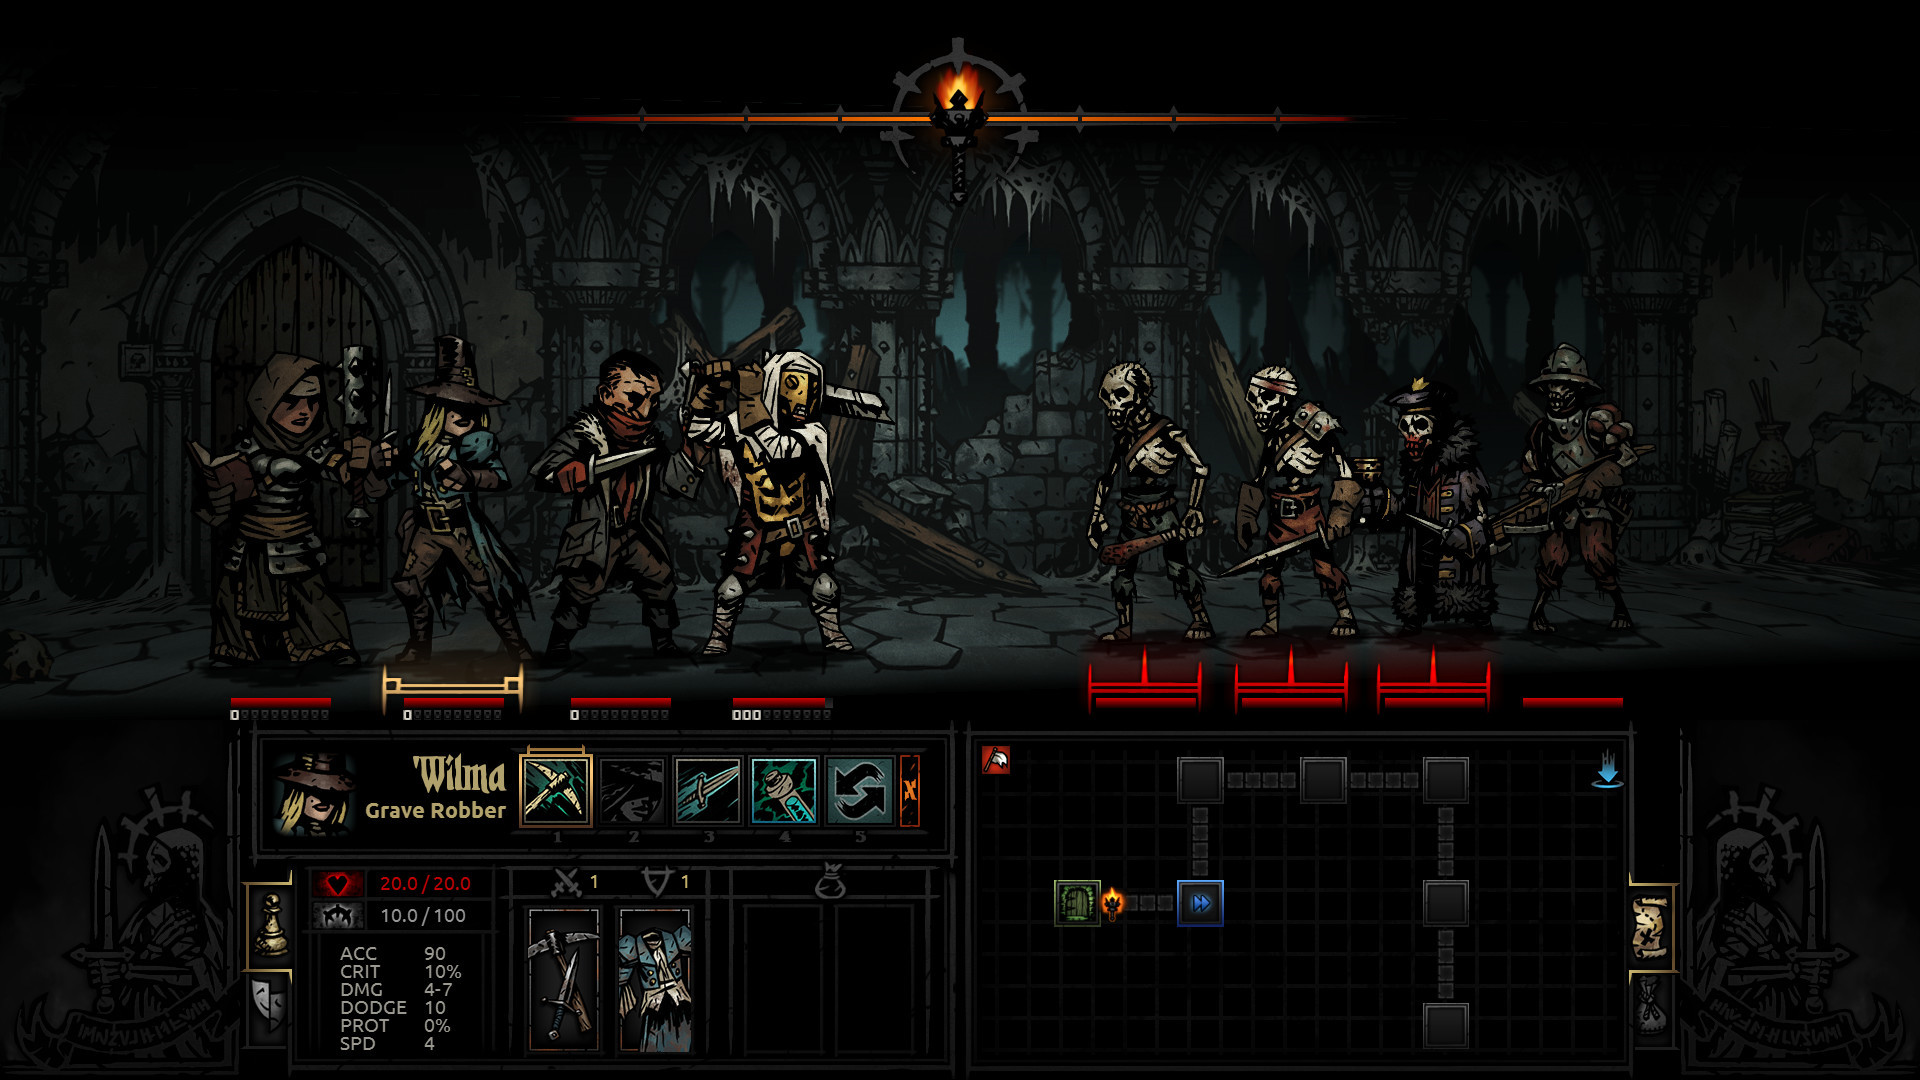 Wilma
Grave Robber
1 2 3 4 5
20.0 / 20.0
10.0 / 100
1
1
ACC 90
CRIT 10%
DMG 4-7
DODGE 10
PROT 0%
SPD 4